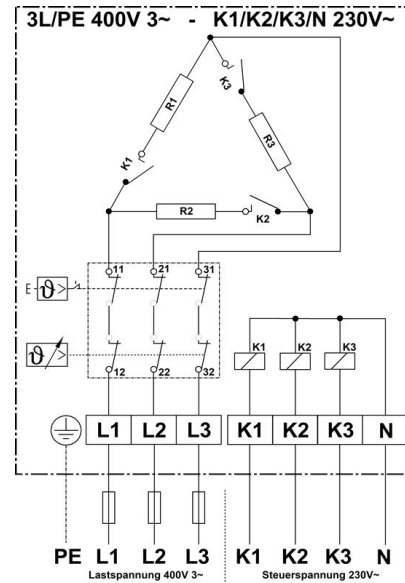 3L/PE 400V 3~ - K1/K2/K3/N 230V~
R1
K3
K1
R3
R2
K2
11 21 31
E ϑ >
ϑ >
12 22 32
K1 K2 K3
L1 L2 L3 K1 K2 K3 N
PE L1 L2 L3 K1 K2 K3 N
Lastspannung 400V 3~ Steuerspannung 230V~